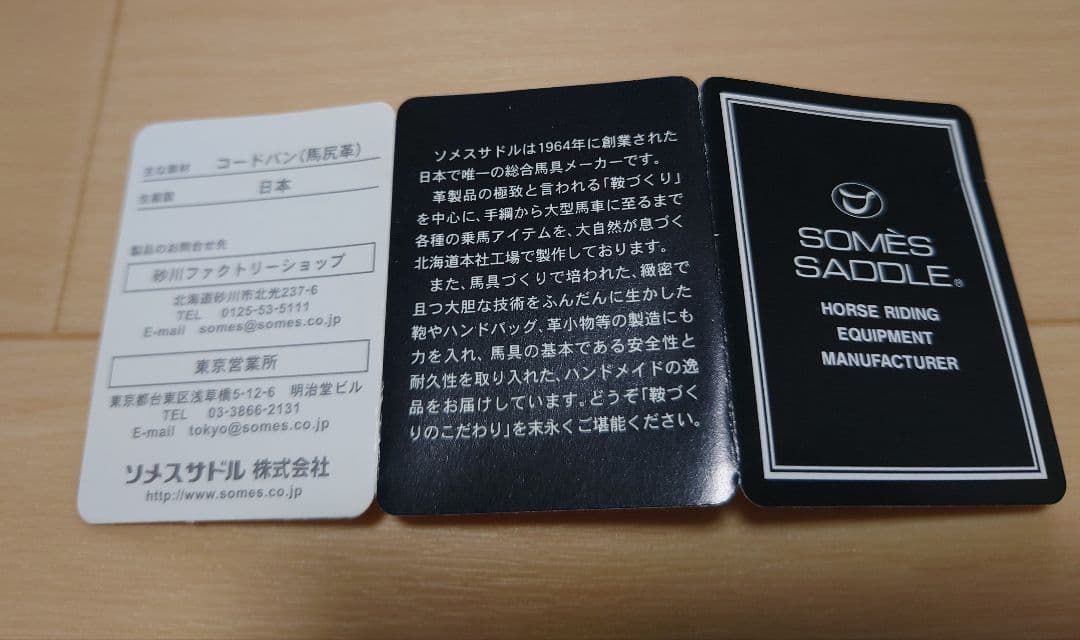 主な素材 コードバン(馬尻革)
生産国 日本
製品のお問合せ先
砂川ファクトリーショップ
北海道砂川市北光237-6
TEL 0125-53-5111
E-mail somes@somes.co.jp
東京営業所
東京都台東区浅草橋5-12-6 明治堂ビル
TEL 03-3866-2131
E-mail tokyo@somes.co.jp
ソメスサドル 株式会社
http://www.somes.co.jp
ソメスサドルは1964年に創業された
日本で唯一の総合馬具メーカーです。
革製品の極致と言われる「鞍づくり」
を中心に、手綱から大型馬車に至るまで
各種の乗馬アイテムを、大自然が息づく
北海道本社工場で製作しております。
また、馬具づくりで培われた、緻密で
且つ大胆な技術をふんだんに生かした
鞄やハンドバッグ、革小物等の製造にも
力を入れ、馬具の基本である安全性と
耐久性を取り入れた、ハンドメイドの逸
品をお届けしています。どうぞ「鞍づく
りのこだわり」を末永くご堪能ください。
SOMÈS
SADDLE®
HORSE RIDING
EQUIPMENT
MANUFACTURER